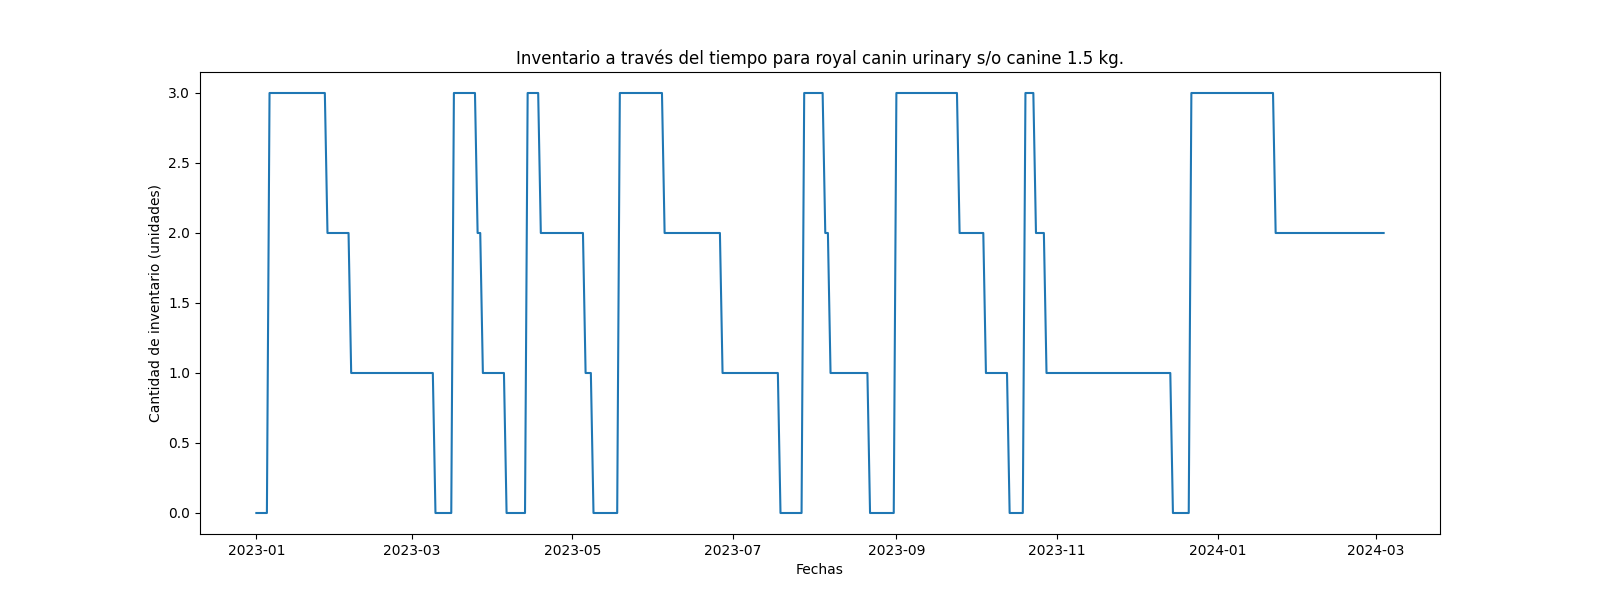 Inventario a través del tiempo para royal canin urinary s/o canine 1.5 kg.
Cantidad de inventario (unidades)
3.0
2.5
2.0
1.5
1.0
0.5
0.0
2023-01 2023-03 2023-05 2023-07 2023-09 2023-11 2024-01 2024-03
Fechas